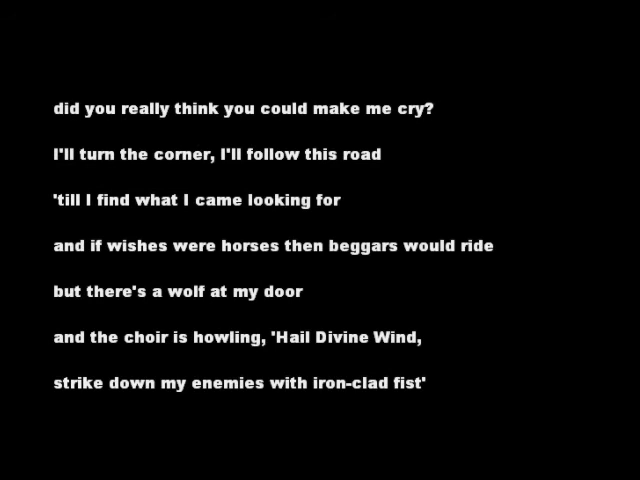 did you really think you could make me cry?
I'll turn the corner, I'll follow this road
'till I find what I came looking for
and if wishes were horses then beggars would ride
but there's a wolf at my door
and the choir is howling, 'Hail Divine Wind,
strike down my enemies with iron-clad fist'